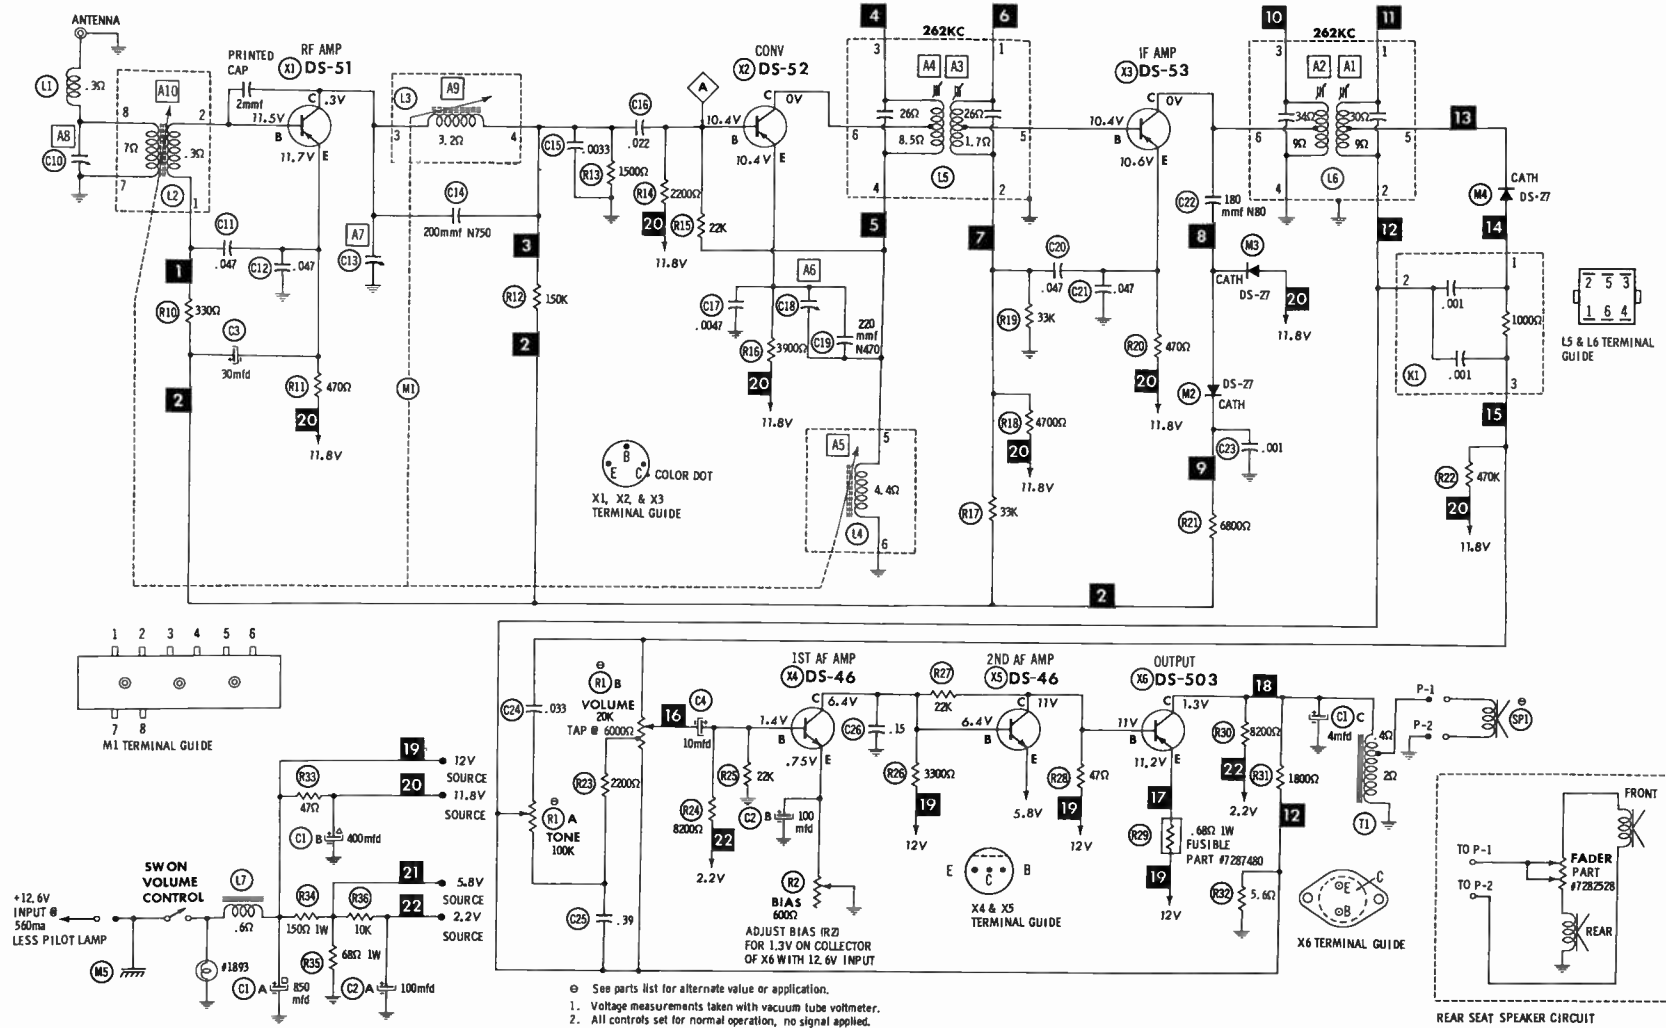 ANTENNA
L1
.3Ω
A8
C10
8
7Ω
7
A10
2
.3Ω
1
L2
PRINTED
CAP
2mmf
RF AMP
X1 DS-51
C
.3V
11.5V
B
11.7V
E
C11
.047
C12
.047
1
R10
330Ω
C3
30mfd
2
R11
470Ω
20
11.8V
A7
C13
L3
A9
3
4
3.2Ω
C14
200mmf N750
M1
3
R12
150K
2
C15
.0033
R13
1500Ω
C16
.022
R14
2200Ω
20
11.8V
R15
22K
A
CONV
X2 DS-52
C
0V
10.4V
B
10.4V
E
C17
.0047
A6
C18
C19
220
mmf
N470
R16
3900Ω
20
11.8V
4
6
262KC
3
1
A4
A3
26Ω
26Ω
8.5Ω
1.7Ω
6
5
4
2
L5
5
7
A5
5
4.4Ω
L4
6
B
E
C
COLOR DOT
X1, X2, & X3
TERMINAL GUIDE
R19
33K
C20
.047
C21
.047
R18
4700Ω
20
11.8V
R17
33K
IF AMP
X3 DS-53
C
0V
10.4V
B
10.6V
E
R20
470Ω
20
11.8V
C22
180
mmf N80
8
M3
CATH
DS-27
20
11.8V
M2
DS-27
CATH
C23
.001
9
R21
6800Ω
2
10
11
262KC
3
1
A2
A1
34Ω
30Ω
9Ω
9Ω
6
5
4
2
L6
12
13
CATH
M4
DS-27
14
2
1
.001
1000Ω
.001
K1
3
15
R22
470K
20
11.8V
2 5 3
1 6 4
L5 & L6 TERMINAL
GUIDE
1 2 3 4 5 6
7 8
M1 TERMINAL GUIDE
19
12V
SOURCE
20
11.8V
SOURCE
R33
47Ω
C1 B
400mfd
21
5.8V
SOURCE
22
2.2V
SOURCE
SW ON
VOLUME
CONTROL
L7
.6Ω
R34
150Ω 1W
R36
10K
+12.6V
INPUT @
560ma
LESS PILOT LAMP
M5
#1893
R35
68Ω 1W
C1 A
850
mfd
C2 A
100mfd
C24
.033
⊖
R1 B
VOLUME
20K
TAP @ 6000Ω
R23
2200Ω
⊖
R1 A
TONE
100K
C25
.39
16
C4
10mfd
R24
8200Ω
22
2.2V
R25
22K
1ST AF AMP
X4 DS-46
C
6.4V
1.4V
B
.75V
E
C2 B
100
mfd
R2
BIAS
600Ω
ADJUST BIAS (R2)
FOR 1.3V ON COLLECTOR
OF X6 WITH 12.6V INPUT
C26
.15
R26
3300Ω
19
12V
R27
22K
2ND AF AMP
X5 DS-46
C
11V
6.4V
B
E
5.8V
R28
47Ω
19
12V
E
C
B
X4 & X5
TERMINAL GUIDE
OUTPUT
X6 DS-503
C
1.3V
11V
B
11.2V
E
17
R29
.68Ω 1W
FUSIBLE
PART #7287480
19
12V
18
R30
8200Ω
22
2.2V
R31
1800Ω
12
R32
5.6Ω
C1 C
4mfd
.4Ω
2Ω
T1
P-1
P-2
⊖
SP1
E
C
B
X6 TERMINAL GUIDE
FRONT
TO P-1
TO P-2
FADER
PART
#7282528
REAR
REAR SEAT SPEAKER CIRCUIT
⊖ See parts list for alternate value or application.
1. Voltage measurements taken with vacuum tube voltmeter.
2. All controls set for normal operation, no signal applied.